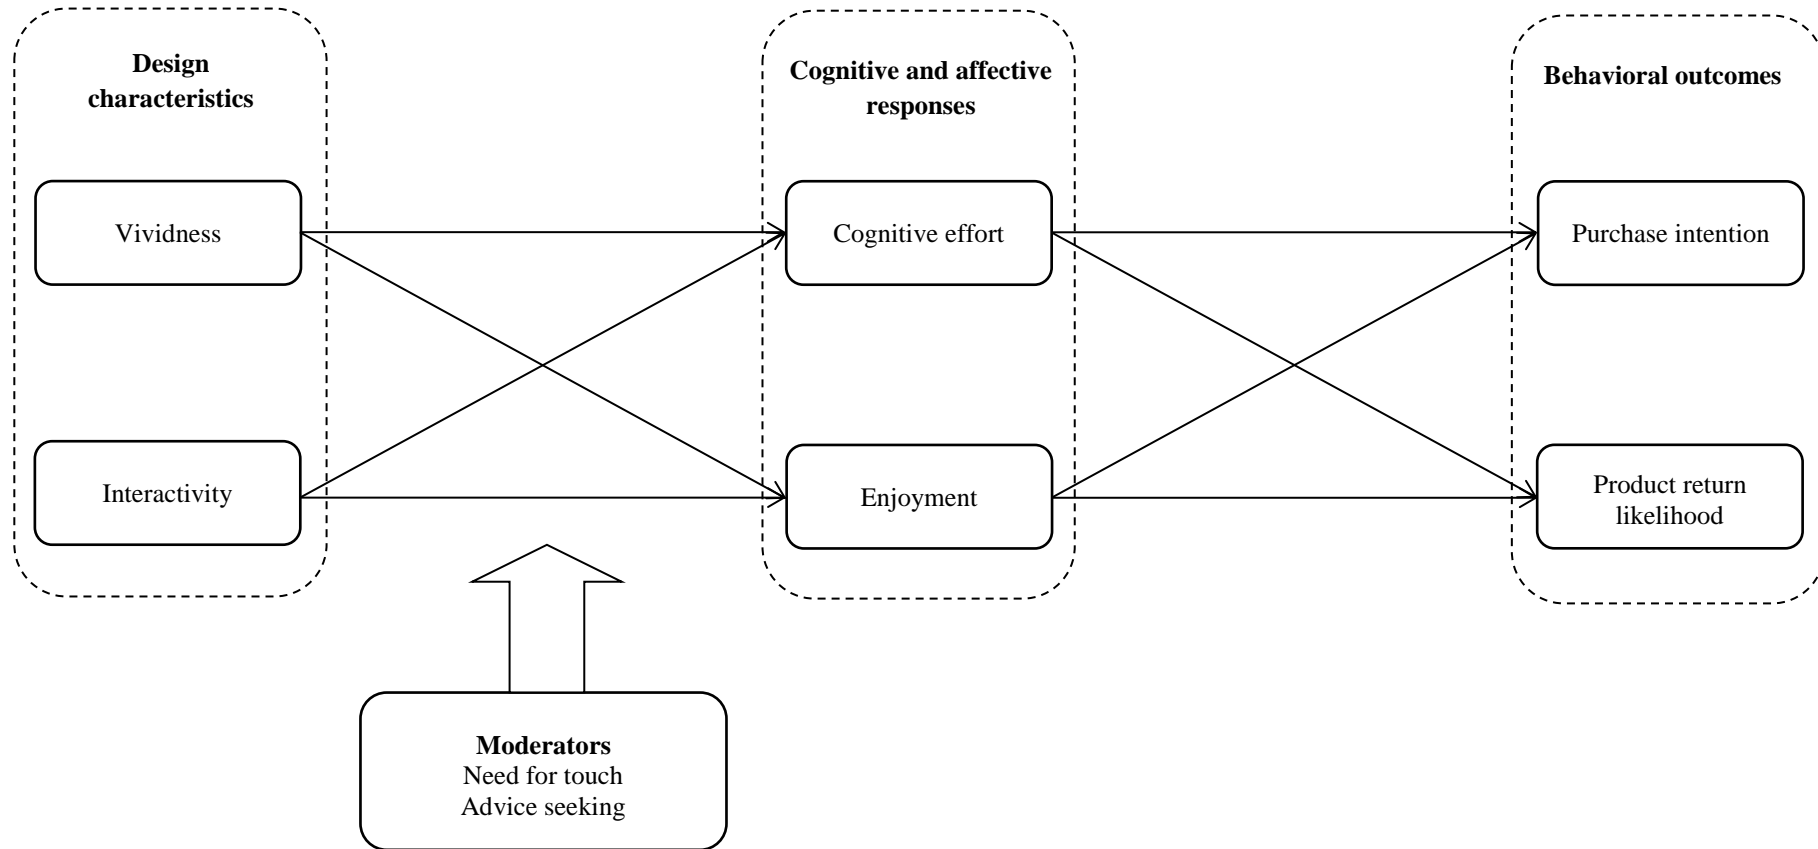 Design
characteristics
Cognitive and affective
responses
Behavioral outcomes
Vividness
Cognitive effort
Purchase intention
Interactivity
Enjoyment
Product return
likelihood
Moderators
Need for touch
Advice seeking